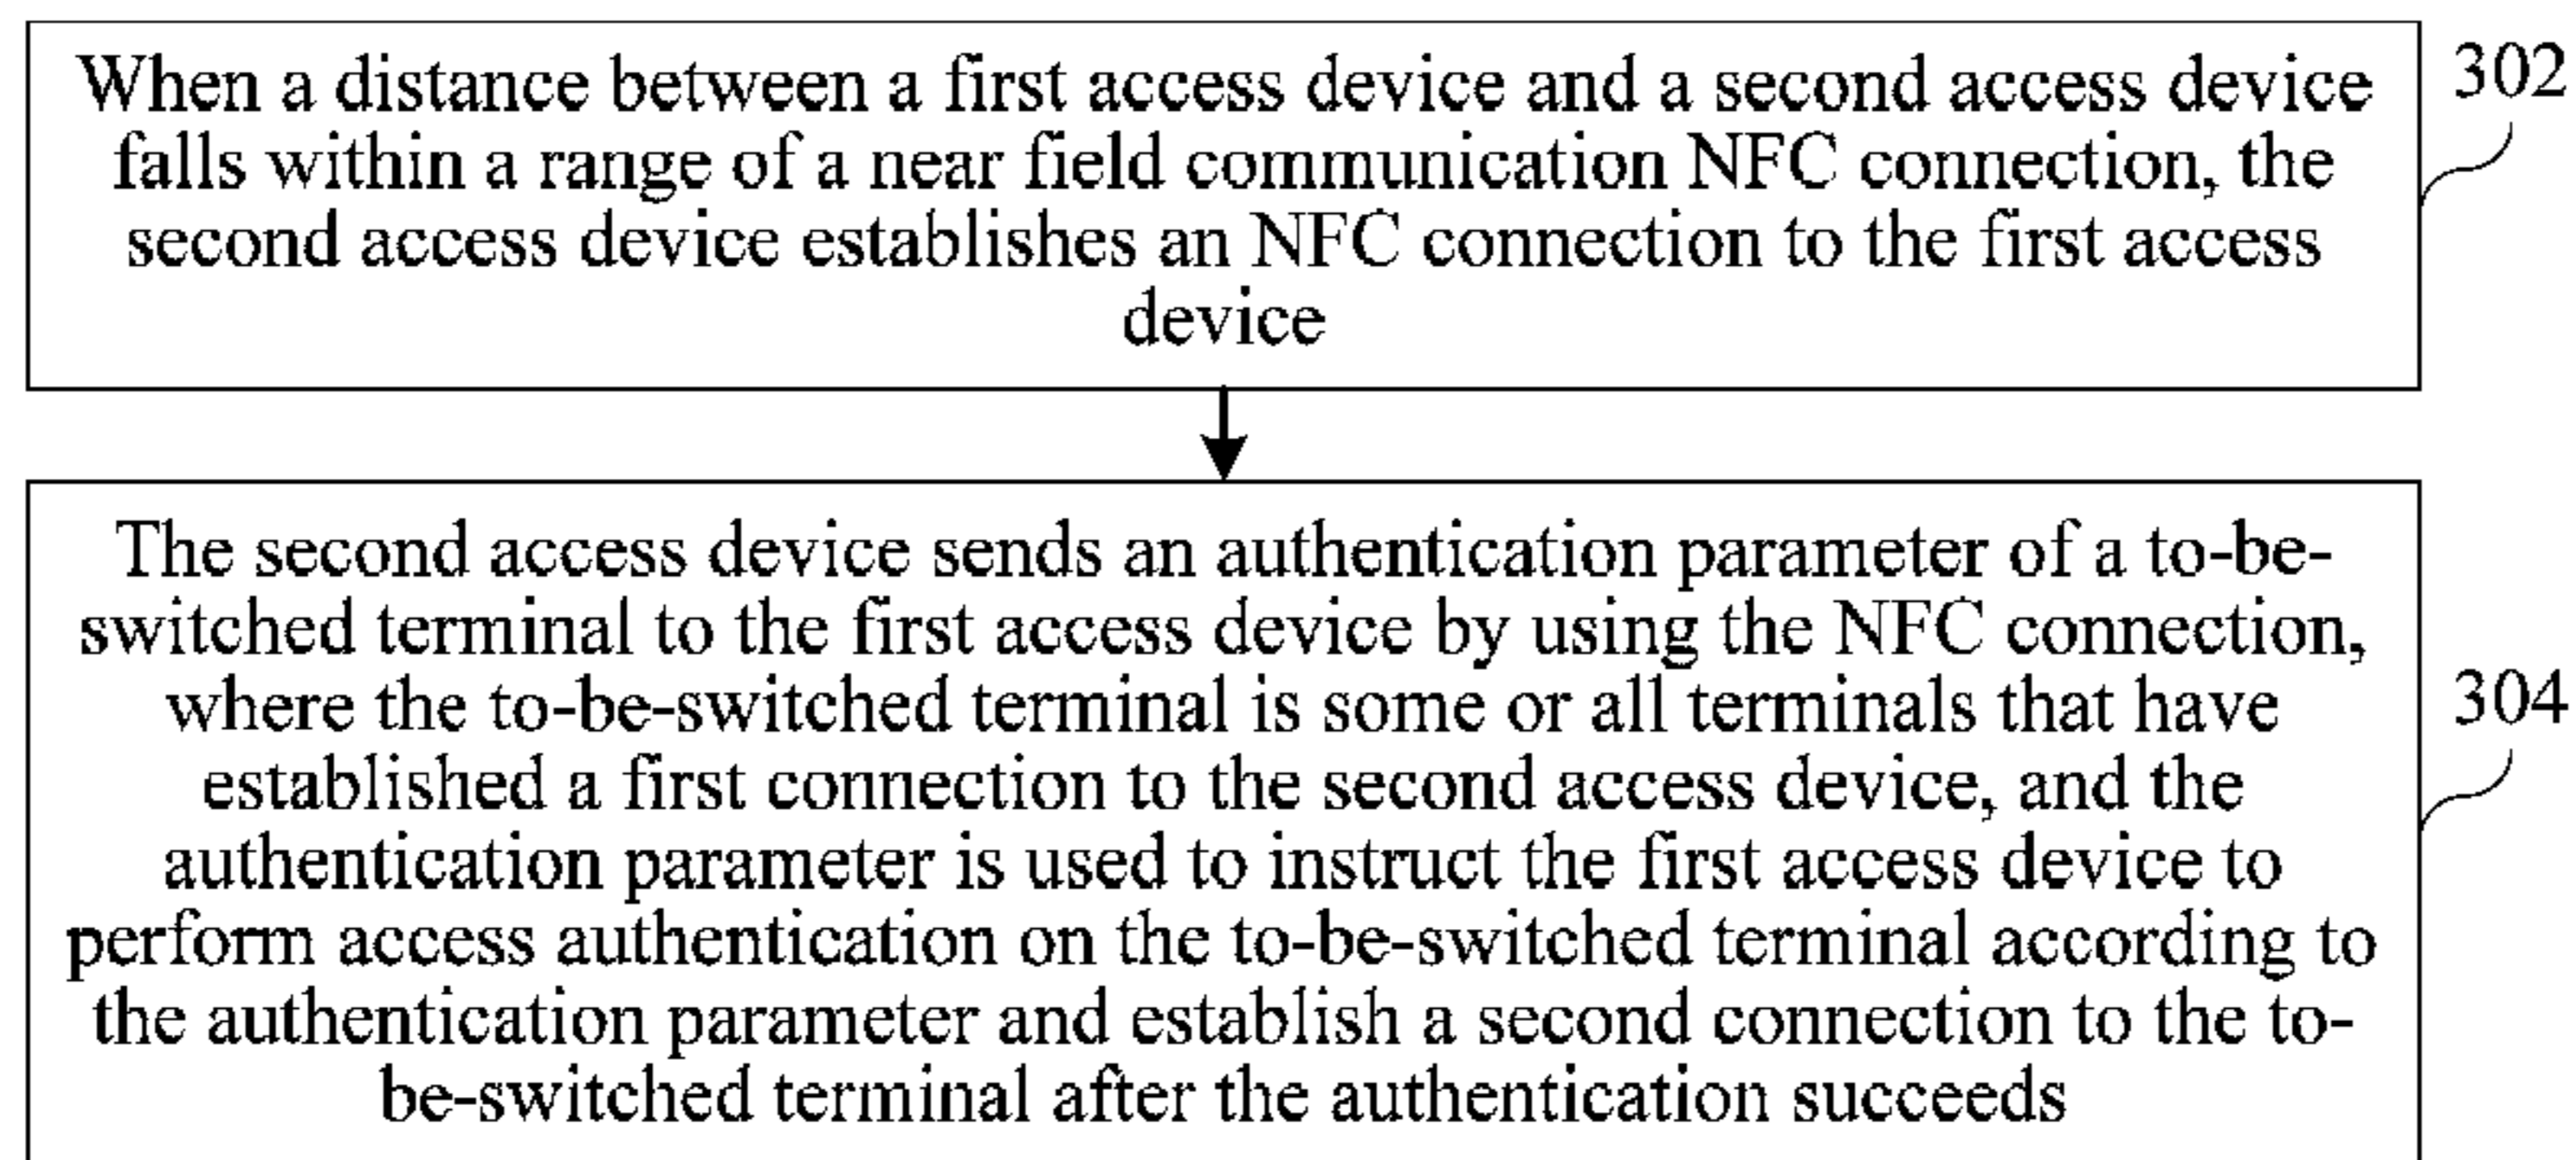 When a distance between a first access device and a second access device
falls within a range of a near field communication NFC connection, the
second access device establishes an NFC connection to the first access
device
302
The second access device sends an authentication parameter of a to-be-
switched terminal to the first access device by using the NFC connection,
where the to-be-switched terminal is some or all terminals that have
established a first connection to the second access device, and the
authentication parameter is used to instruct the first access device to
perform access authentication on the to-be-switched terminal according to
the authentication parameter and establish a second connection to the to-
be-switched terminal after the authentication succeeds
304